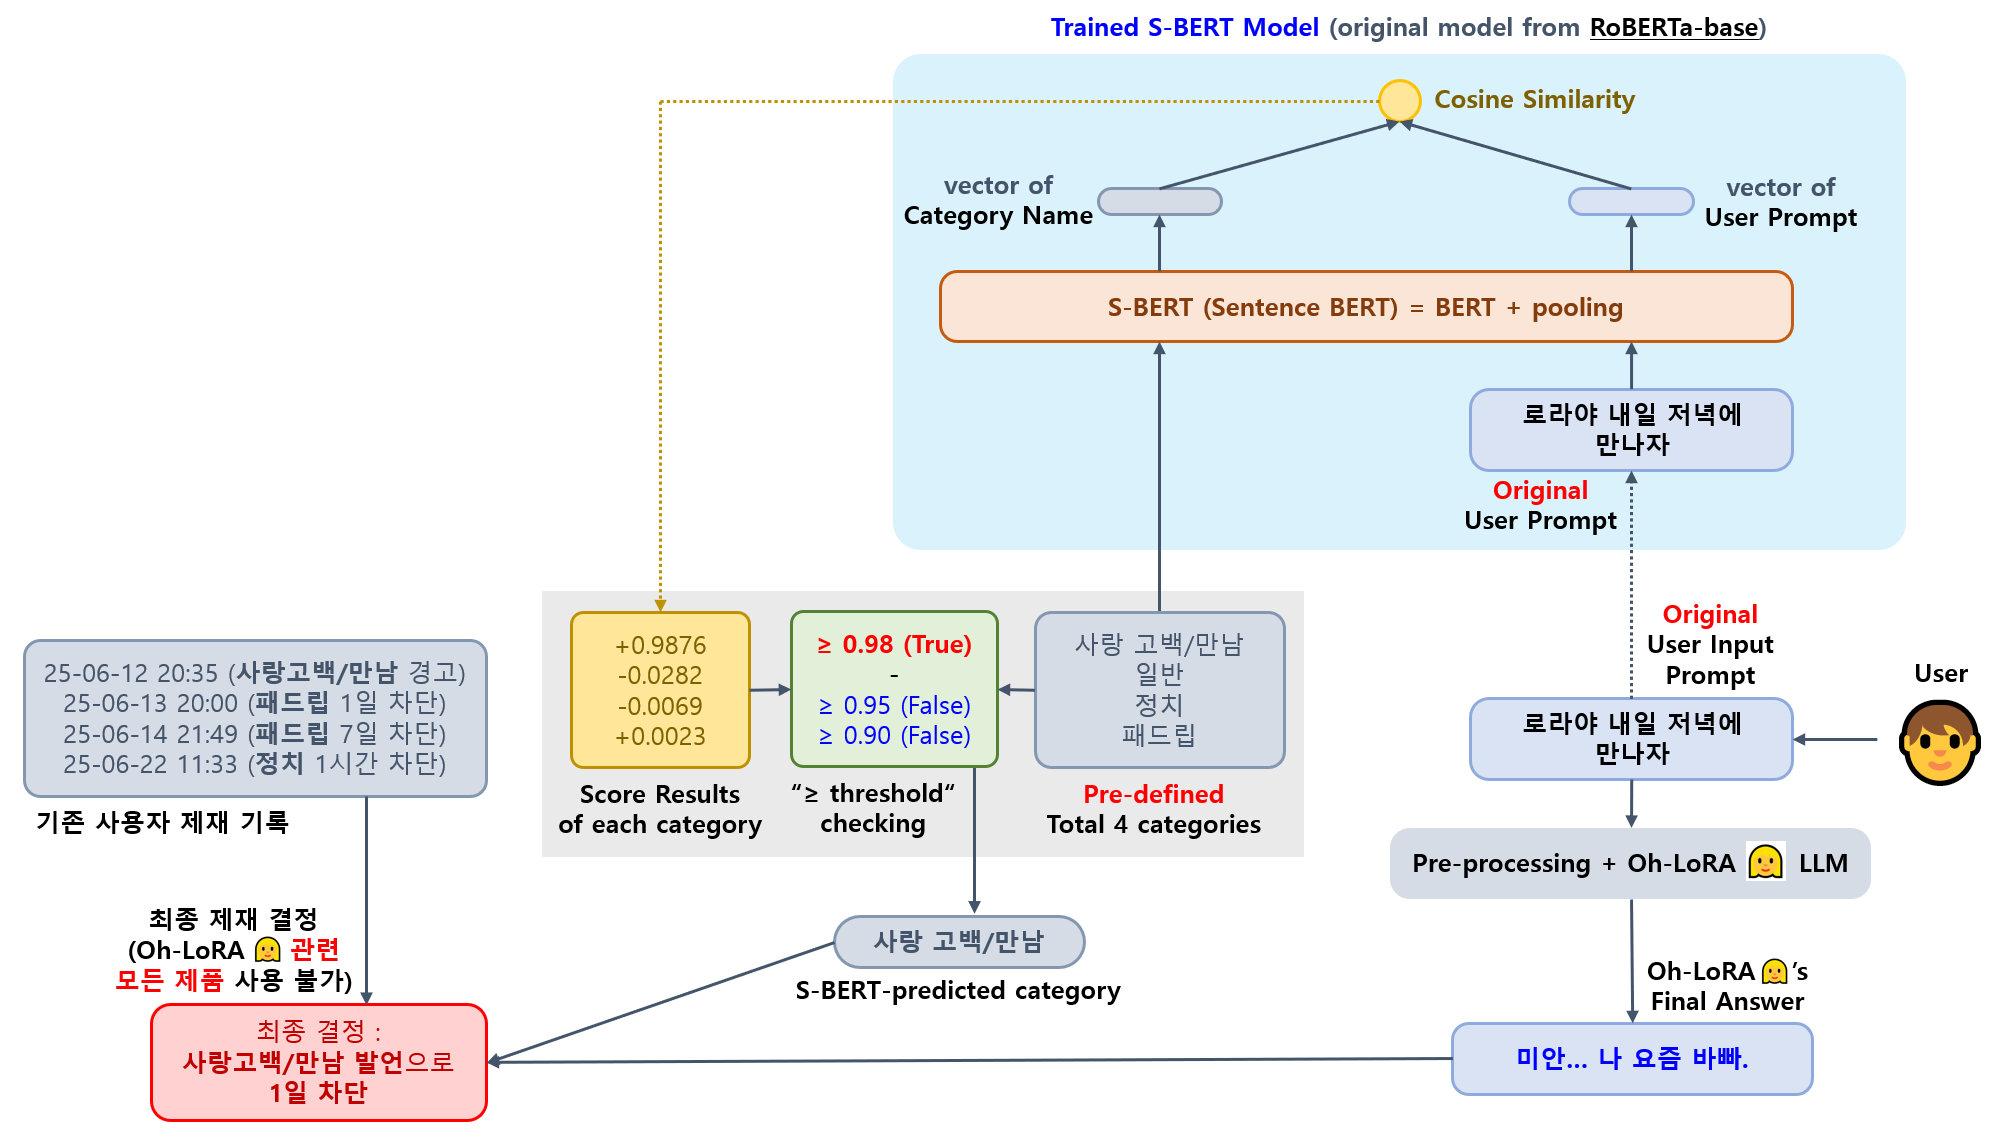 Trained S-BERT Model (original model from RoBERTa-base)
Cosine Similarity
vector of
Category Name
vector of
User Prompt
S-BERT (Sentence BERT) = BERT + pooling
로라야 내일 저녁에
만나자
Original
User Prompt
Original
User Input
Prompt
User
로라야 내일 저녁에
만나자
+0.9876
-0.0282
-0.0069
+0.0023
Score Results
of each category
≥ 0.98 (True)
-
≥ 0.95 (False)
≥ 0.90 (False)
“≥ threshold“
checking
사랑 고백/만남
일반
정치
패드립
Pre-defined
Total 4 categories
25-06-12 20:35 (사랑고백/만남 경고)
25-06-13 20:00 (패드립 1일 차단)
25-06-14 21:49 (패드립 7일 차단)
25-06-22 11:33 (정치 1시간 차단)
기존 사용자 제재 기록
Pre-processing + Oh-LoRA LLM
최종 제재 결정
(Oh-LoRA 관련
모든 제품 사용 불가)
사랑 고백/만남
S-BERT-predicted category
Oh-LoRA 's
Final Answer
최종 결정 :
사랑고백/만남 발언으로
1일 차단
미안... 나 요즘 바빠.